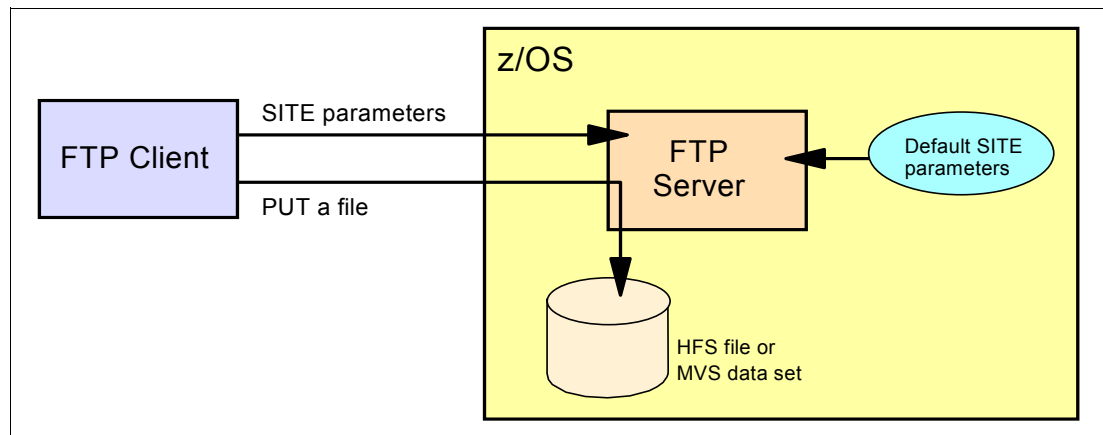 z/OS
SITE parameters
FTP Client
FTP
Server
Default SITE
parameters
PUT a file
HFS file or
MVS data set